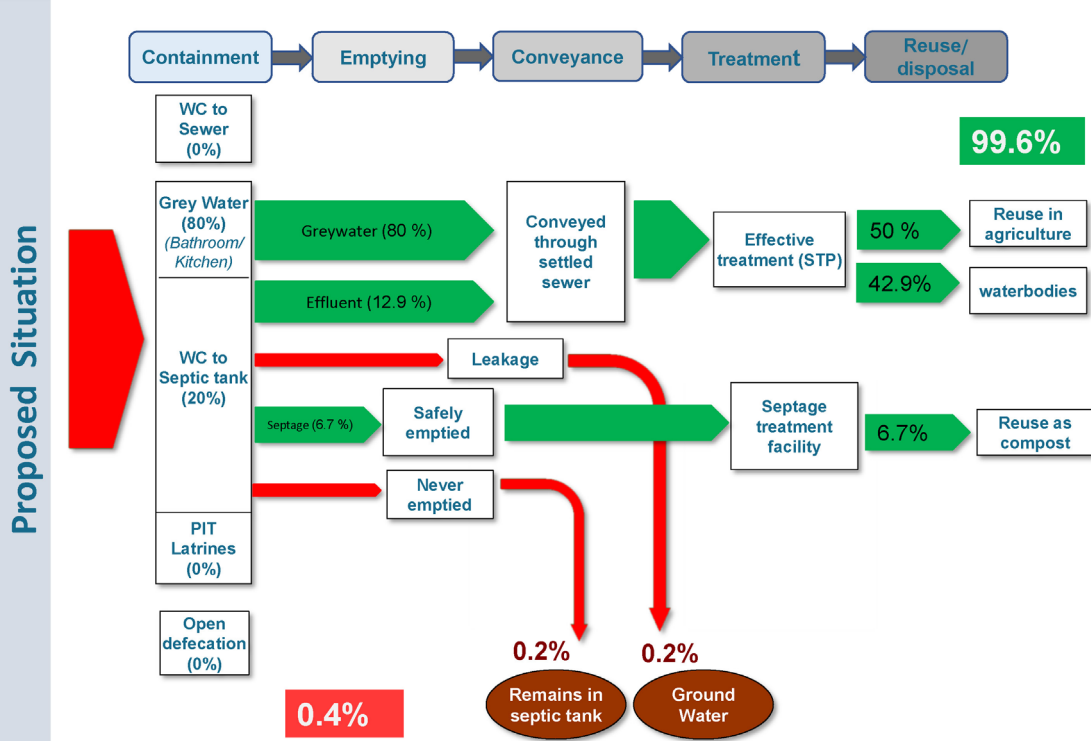 Proposed Situation
Containment
Emptying
Conveyance
Treatment
Reuse/
disposal
WC to
Sewer
(0%)
99.6%
Grey Water
(80%)
(Bathroom/
Kitchen)
Greywater (80 %)
Conveyed
through
settled
sewer
Effective
treatment (STP)
50 %
Reuse in
agriculture
42.9%
waterbodies
Effluent (12.9 %)
WC to
Septic tank
(20%)
Leakage
Septage (6.7 %)
Safely
emptied
Septage
treatment
facility
6.7%
Reuse as
compost
Never
emptied
PIT
Latrines
(0%)
Open
defecation
(0%)
0.2%
0.2%
Remains in
septic tank
Ground
Water
0.4%